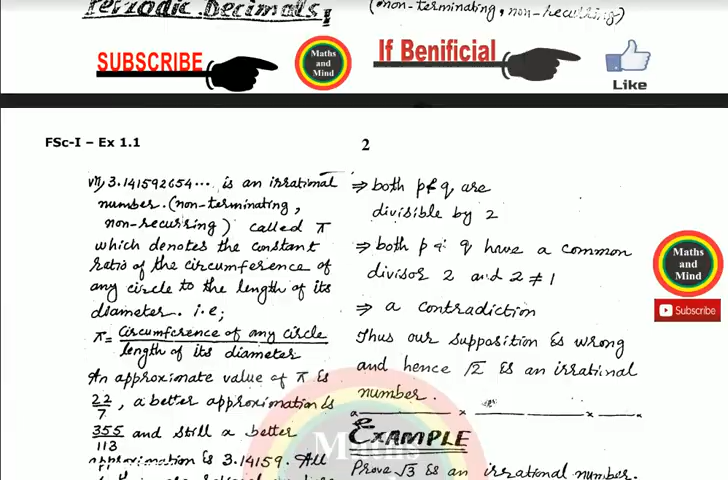 Periodic Decimals,
(non-terminating, non-recurring)
SUBSCRIBE
Maths
and
Mind
If Benificial
Like
FSc-I – Ex 1.1
2
vii, 3.141592654... is an irrational
number. (non-terminating,
non-recurring) called π
which denotes the constant
ratio of the circumference of
any circle to the length of its
diameter. i.e;
π = Circumference of any circle
length of its diameter
An approximate value of π is
22/7, a better approximation is
355/113 and still a better
approximation is 3.14159. All
⇒ both p & q are
divisible by 2
⇒ both p & q have a common
divisor 2 and 2 ≠ 1
⇒ a contradiction
Thus our supposition is wrong
and hence √2 is an irrational
number.
EXAMPLE
Prove √3 is an irrational number.
Maths
and
Mind
Subscribe
Maths